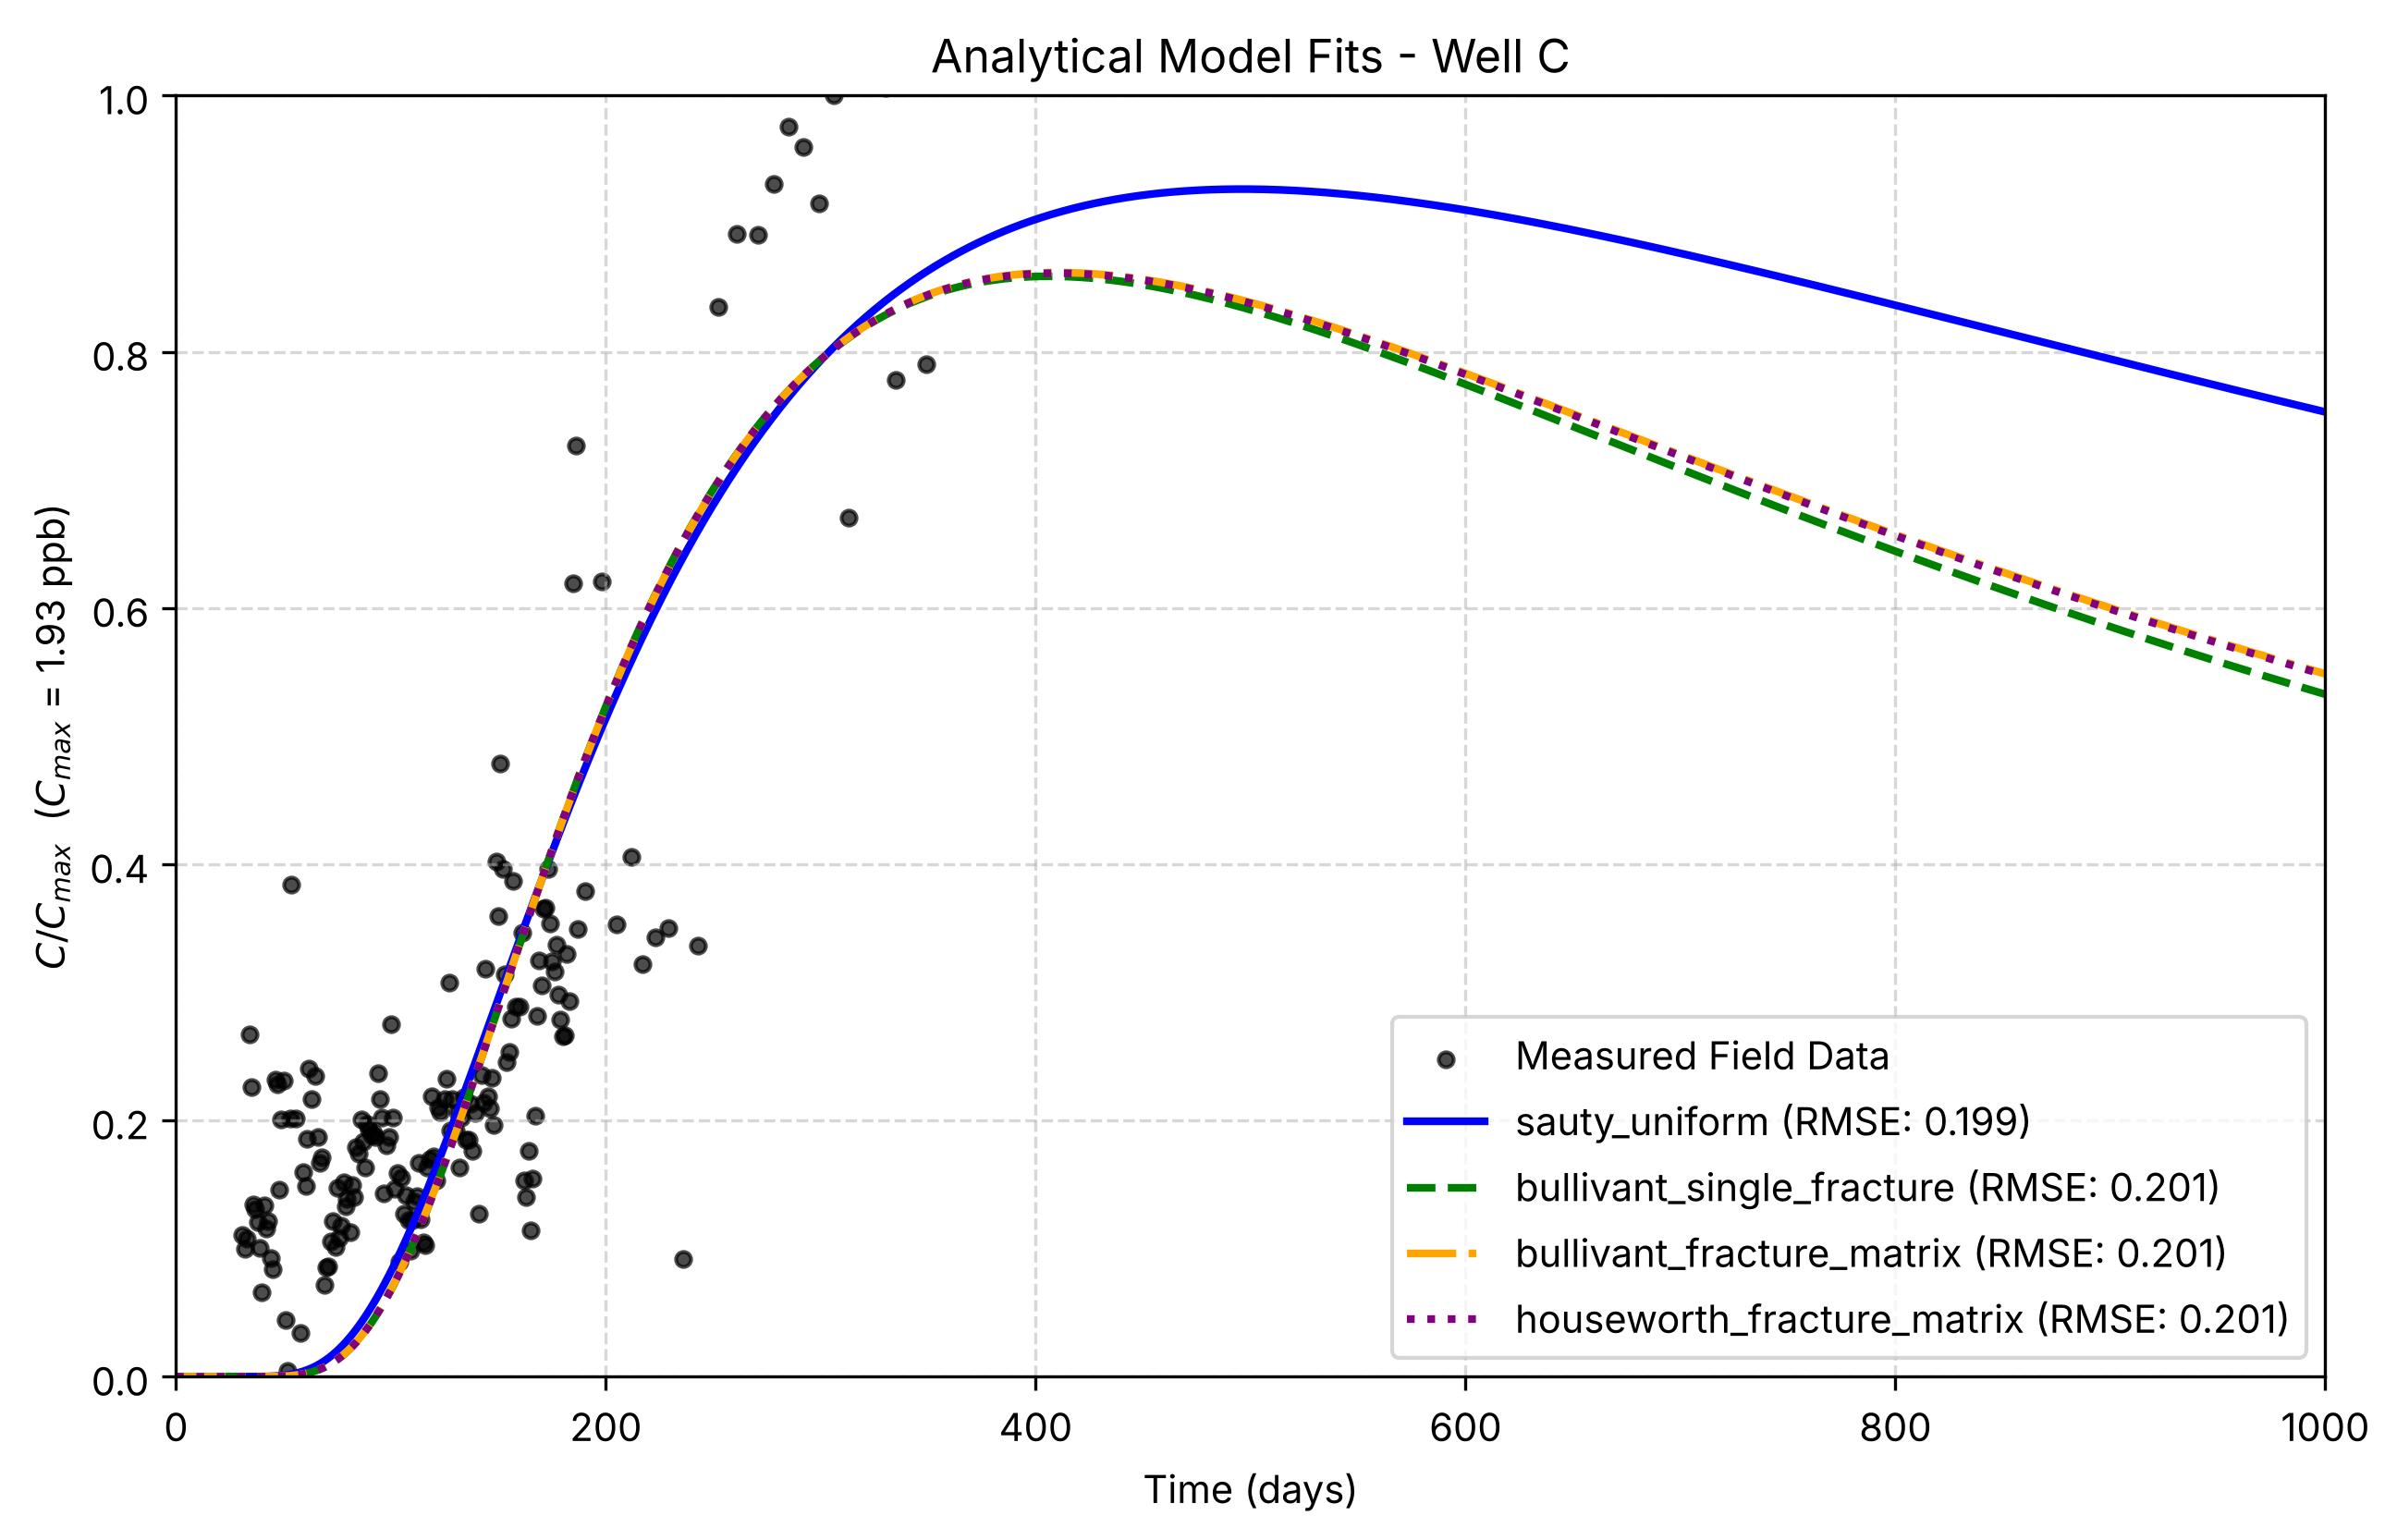 Analytical Model Fits - Well C
C/Cmax (Cmax = 1.93 ppb)
1.0
0.8
0.6
0.4
0.2
0.0
0 200 400 600 800 1000
Time (days)
Measured Field Data
sauty_uniform (RMSE: 0.199)
bullivant_single_fracture (RMSE: 0.201)
bullivant_fracture_matrix (RMSE: 0.201)
houseworth_fracture_matrix (RMSE: 0.201)